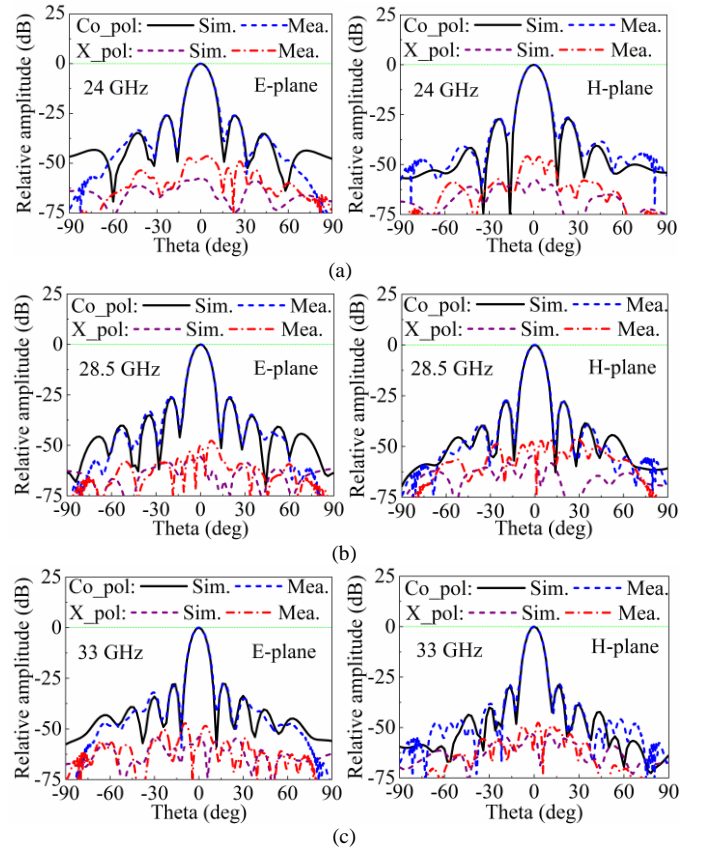 Co_pol: Sim. Mea.
X_pol: Sim. Mea.
24 GHz E-plane
Relative amplitude (dB)
25
0
-25
-50
-75
-90 -60 -30 0 30 60 90
Theta (deg)
Co_pol: Sim. Mea.
X_pol: Sim. Mea.
24 GHz H-plane
Relative amplitude (dB)
25
0
-25
-50
-75
-90 -60 -30 0 30 60 90
Theta (deg)
(a)
Co_pol: Sim. Mea.
X_pol: Sim. Mea.
28.5 GHz E-plane
Relative amplitude (dB)
25
0
-25
-50
-75
-90 -60 -30 0 30 60 90
Theta (deg)
Co_pol: Sim. Mea.
X_pol: Sim. Mea.
28.5 GHz H-plane
Relative amplitude (dB)
25
0
-25
-50
-75
-90 -60 -30 0 30 60 90
Theta (deg)
(b)
Co_pol: Sim. Mea.
X_pol: Sim. Mea.
33 GHz E-plane
Relative amplitude (dB)
25
0
-25
-50
-75
-90 -60 -30 0 30 60 90
Theta (deg)
Co_pol: Sim. Mea.
X_pol: Sim. Mea.
33 GHz H-plane
Relative amplitude (dB)
25
0
-25
-50
-75
-90 -60 -30 0 30 60 90
Theta (deg)
(c)